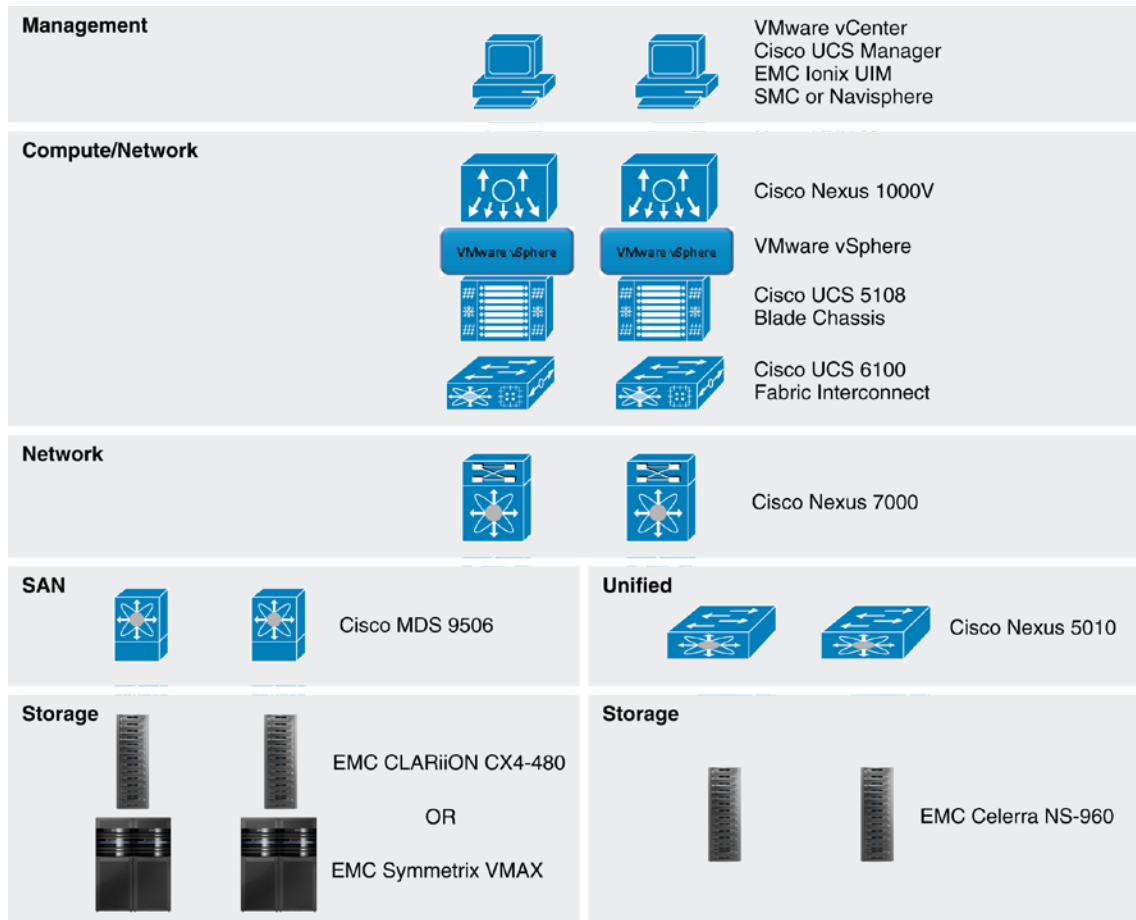 Management
VMware vCenter
Cisco UCS Manager
EMC Ionix UIM
SMC or Navisphere
Compute/Network
Cisco Nexus 1000V
VMware vSphere
VMware vSphere
VMware vSphere
Cisco UCS 5108
Blade Chassis
Cisco UCS 6100
Fabric Interconnect
Network
Cisco Nexus 7000
SAN
Cisco MDS 9506
Unified
Cisco Nexus 5010
Storage
EMC CLARiiON CX4-480
OR
EMC Symmetrix VMAX
Storage
EMC Celerra NS-960